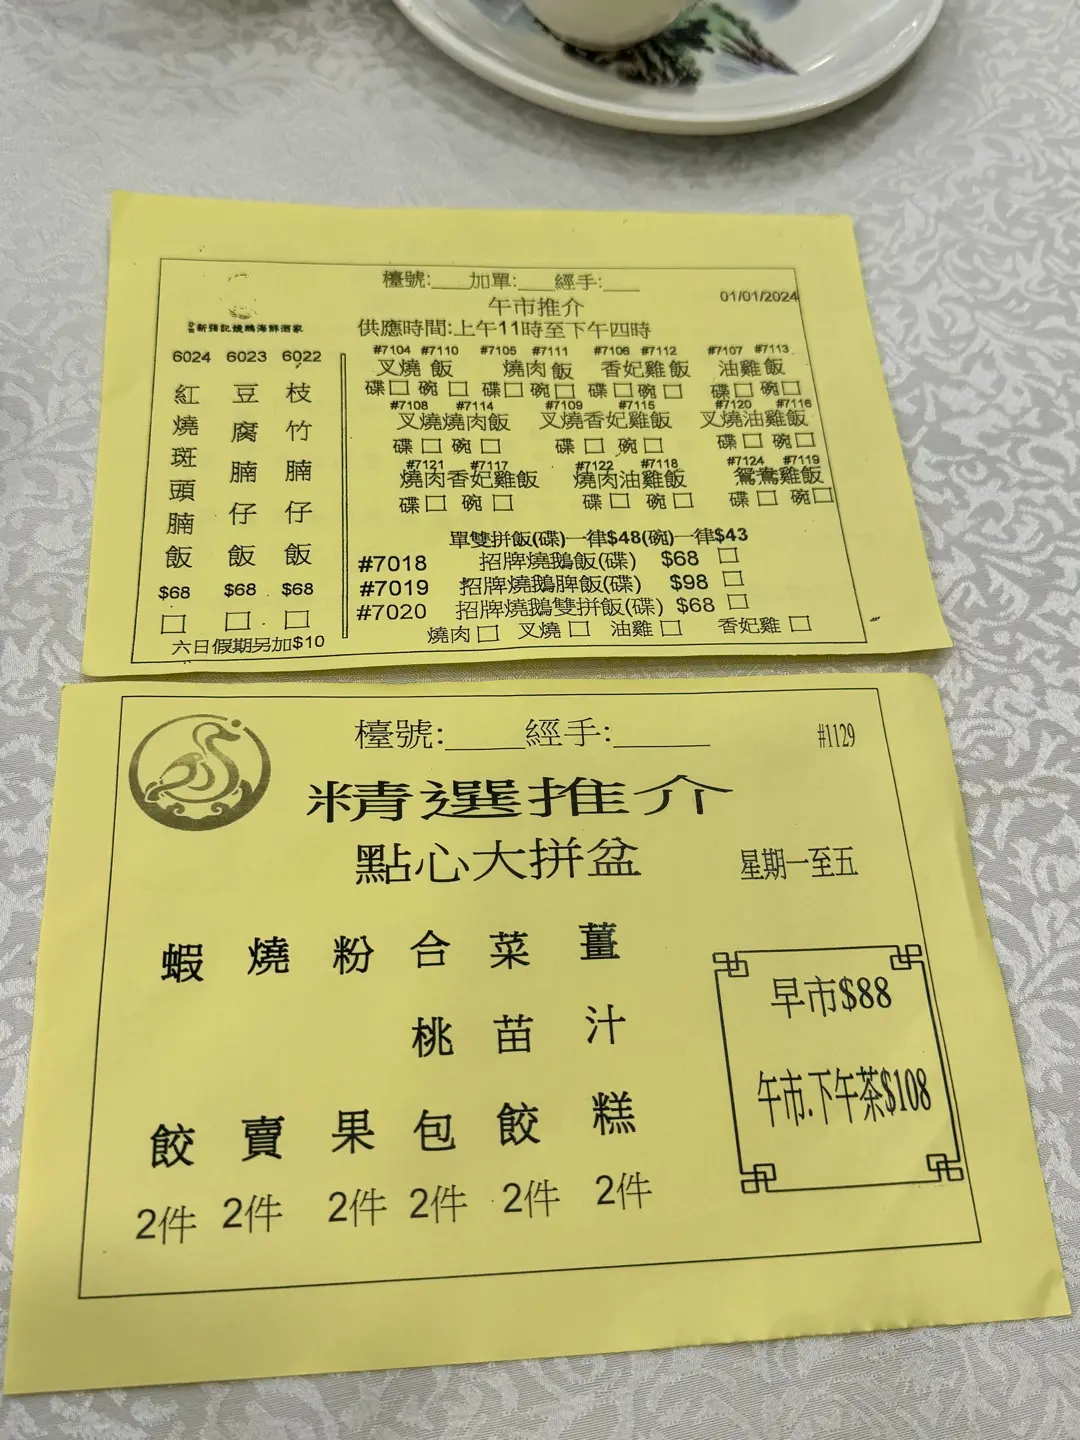 檯號:___加單:___經手:___
01/01/2024
午市推介
新強記燒鵝海鮮酒家
供應時間:上午11時至下午四時
6024 6023 6022
紅燒斑頭腩飯 豆腐腩仔飯 枝竹腩仔飯
$68 $68 $68
□ □ □
六日假期另加$10
#7104 #7110 #7105 #7111 #7106 #7112 #7107 #7113
叉燒飯 燒肉飯 香妃雞飯 油雞飯
碟□ 碗□ 碟□ 碗□ 碟□ 碗□ 碟□ 碗□
#7108 #7114 #7109 #7115 #7120 #7116
叉燒燒肉飯 叉燒香妃雞飯 叉燒油雞飯
碟□ 碗□ 碟□ 碗□ 碟□ 碗□
#7121 #7117 #7122 #7118 #7124 #7119
燒肉香妃雞飯 燒肉油雞飯 鴛鴦雞飯
碟□ 碗□ 碟□ 碗□ 碟□ 碗□
單雙拼飯(碟)一律$48(碗)一律$43
#7018 招牌燒鵝飯(碟) $68 □
#7019 招牌燒鵝脾飯(碟) $98 □
#7020 招牌燒鵝雙拼飯(碟) $68 □
燒肉□ 叉燒□ 油雞□ 香妃雞□
檯號:____經手:_____
#1129
精選推介
點心大拼盆
星期一至五
蝦餃 燒賣 粉果 合桃包 菜苗餃 薑汁糕
2件 2件 2件 2件 2件 2件
早市$88
午市.下午茶$108